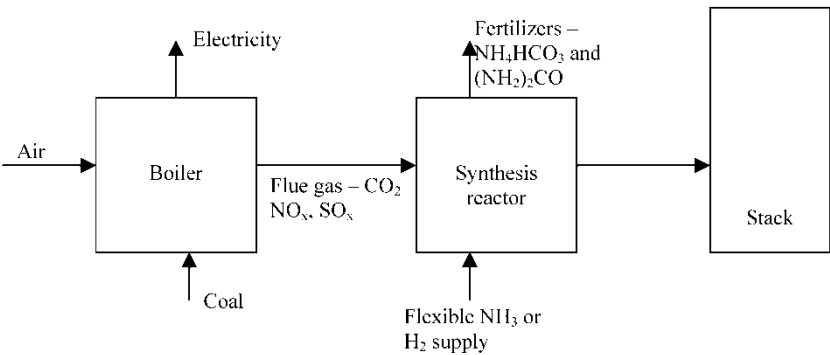 Electricity
Fertilizers –
NH₄HCO₃ and
(NH₂)₂CO
Air
Boiler
Flue gas – CO₂
NOₓ, SOₓ
Synthesis
reactor
Stack
Coal
Flexible NH₃ or
H₂ supply